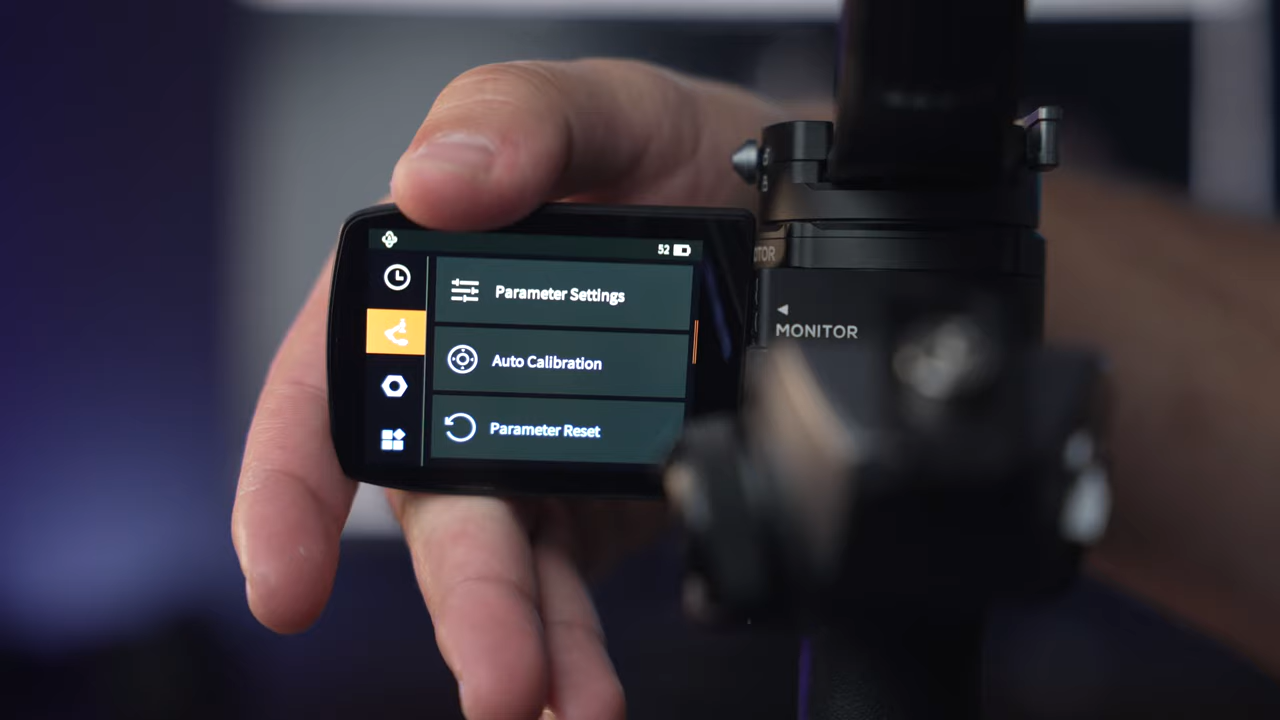 52
Parameter Settings
Auto Calibration
Parameter Reset
MONITOR